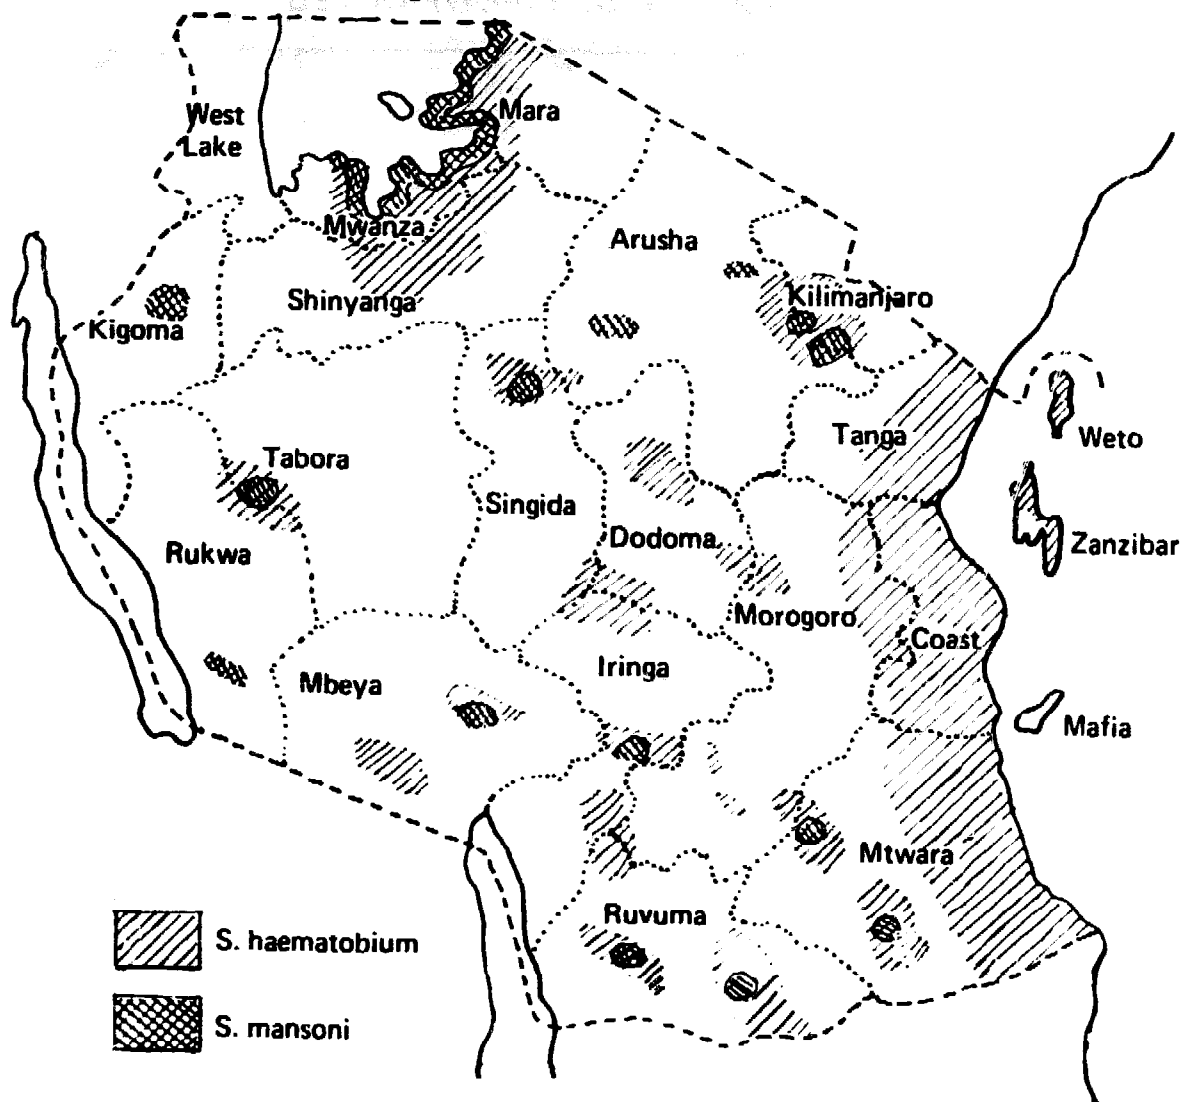 Mara
West
Lake
Mwanza
Arusha
Kilimanjaro
Shinyanga
Kigoma
Weto
Tanga
Tabora
Singida
Dodoma
Zanzibar
Rukwa
Morogoro
Coast
Iringa
Mbeya
Mafia
Mtwara
Ruvuma
S. haematobium
S. mansoni